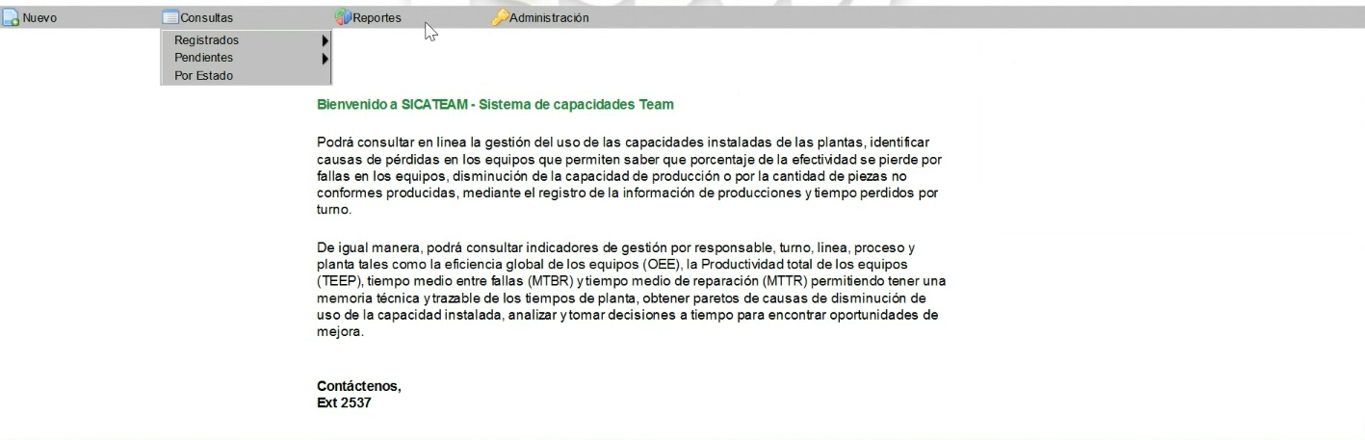 Nuevo Consultas Reportes Administración
Registrados
Pendientes
Por Estado
Bienvenido a SICATEAM - Sistema de capacidades Team
Podrá consultar en linea la gestión del uso de las capacidades instaladas de las plantas, identificar
causas de pérdidas en los equipos que permiten saber que porcentaje de la efectividad se pierde por
fallas en los equipos, disminución de la capacidad de producción o por la cantidad de piezas no
conformes producidas, mediante el registro de la información de producciones y tiempo perdidos por
turno.
De igual manera, podrá consultar indicadores de gestión por responsable, turno, linea, proceso y
planta tales como la eficiencia global de los equipos (OEE), la Productividad total de los equipos
(TEEP), tiempo medio entre fallas (MTBR) y tiempo medio de reparación (MTTR) permitiendo tener una
memoria técnica y trazable de los tiempos de planta, obtener paretos de causas de disminución de
uso de la capacidad instalada, analizar y tomar decisiones a tiempo para encontrar oportunidades de
mejora.
Contáctenos,
Ext 2537